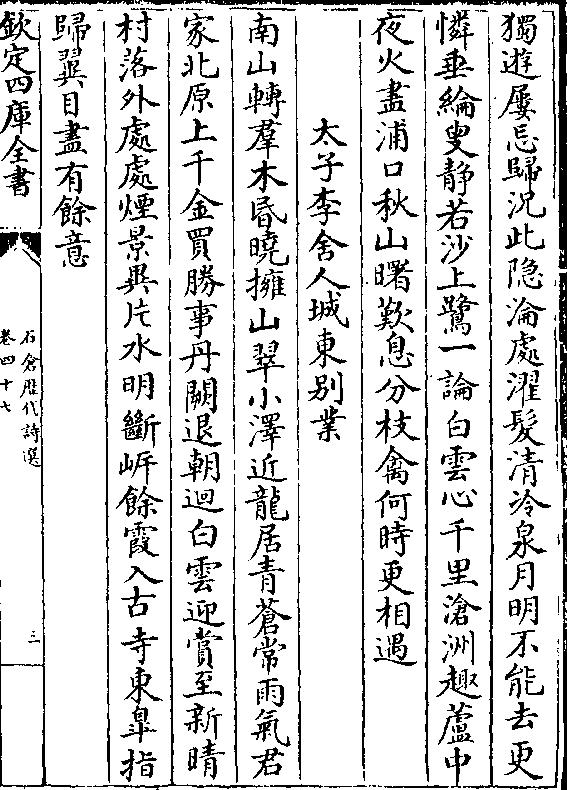 獨遊屢忘歸況此隐淪處濯髮清冷泉月明不能去更
憐垂綸叟静若沙上鷺一論白雲心千里滄洲趣蘆中
夜火盡浦口秋山曙歎息分枝禽何時更相遇
太子李舍人城東别業
南山轉羣木昏曉擁山翠小澤近龍居青蒼常雨氣君
家北原上千金買勝事丹闕退朝迴白雲迎賞至新晴
村落外處處煙景異片水明斷岸餘霞入古寺東臯指
歸翼目盡有餘意
欽定四庫全書
石倉歷代詩選
卷四十七
三